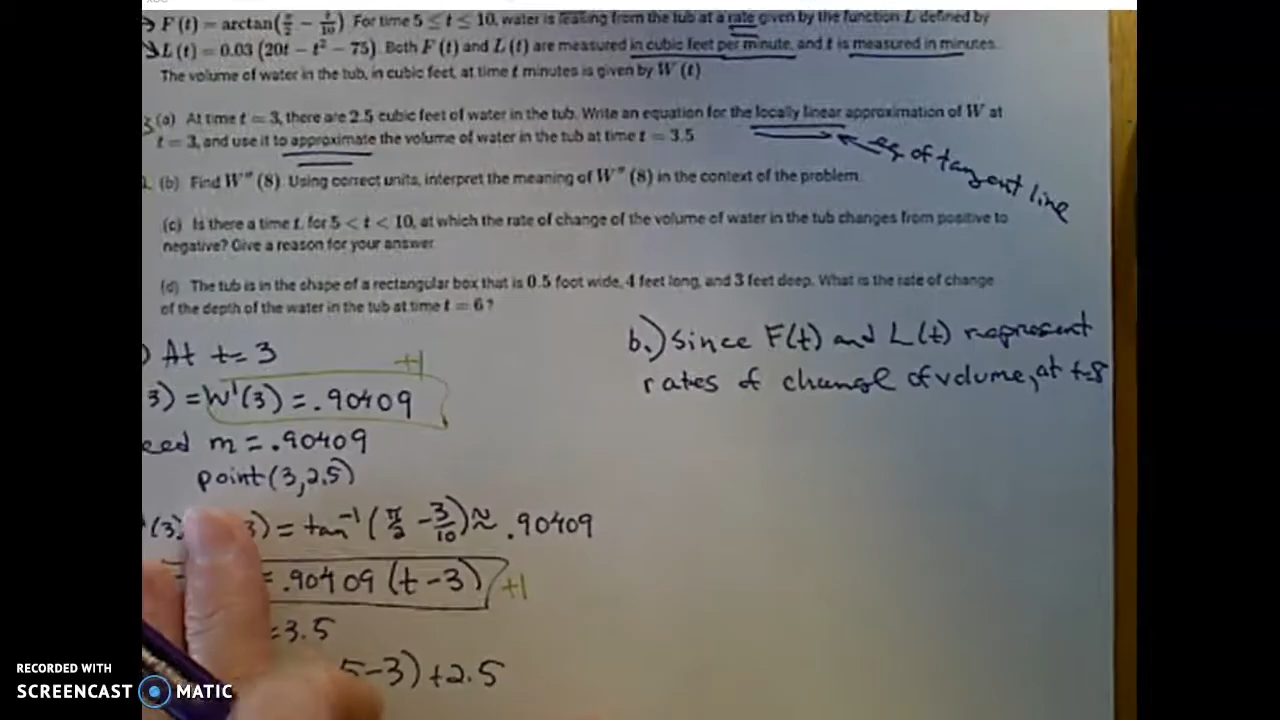 F(t) = arctan(π/2 − t/10). For time 5 ≤ t ≤ 10, water is leaking from the tub at a rate given by the function L defined by
L(t) = 0.03 (20t − t² − 75). Both F(t) and L(t) are measured in cubic feet per minute, and t is measured in minutes.
The volume of water in the tub, in cubic feet, at time t minutes is given by W(t)
(a) At time t = 3, there are 2.5 cubic feet of water in the tub. Write an equation for the locally linear approximation of W at
t = 3, and use it to approximate the volume of water in the tub at time t = 3.5
eq of tangent line
(b) Find W″(8). Using correct units, interpret the meaning of W″(8) in the context of the problem.
(c) Is there a time t, for 5 < t < 10, at which the rate of change of the volume of water in the tub changes from positive to
negative? Give a reason for your answer.
(d) The tub is in the shape of a rectangular box that is 0.5 foot wide, 4 feet long, and 3 feet deep. What is the rate of change
of the depth of the water in the tub at time t = 6?
) At t = 3
+1
3) = W'(3) = .90409
eed m = .90409
point (3, 2.5)
(3) 3) = tan⁻¹(π/2 − 3/10) ≈ .90409
= .90409 (t − 3) +1
= 3.5
5 − 3) + 2.5
b.) Since F(t) and L(t) represent
rates of change of volume, at t=8
RECORDED WITH
SCREENCAST MATIC